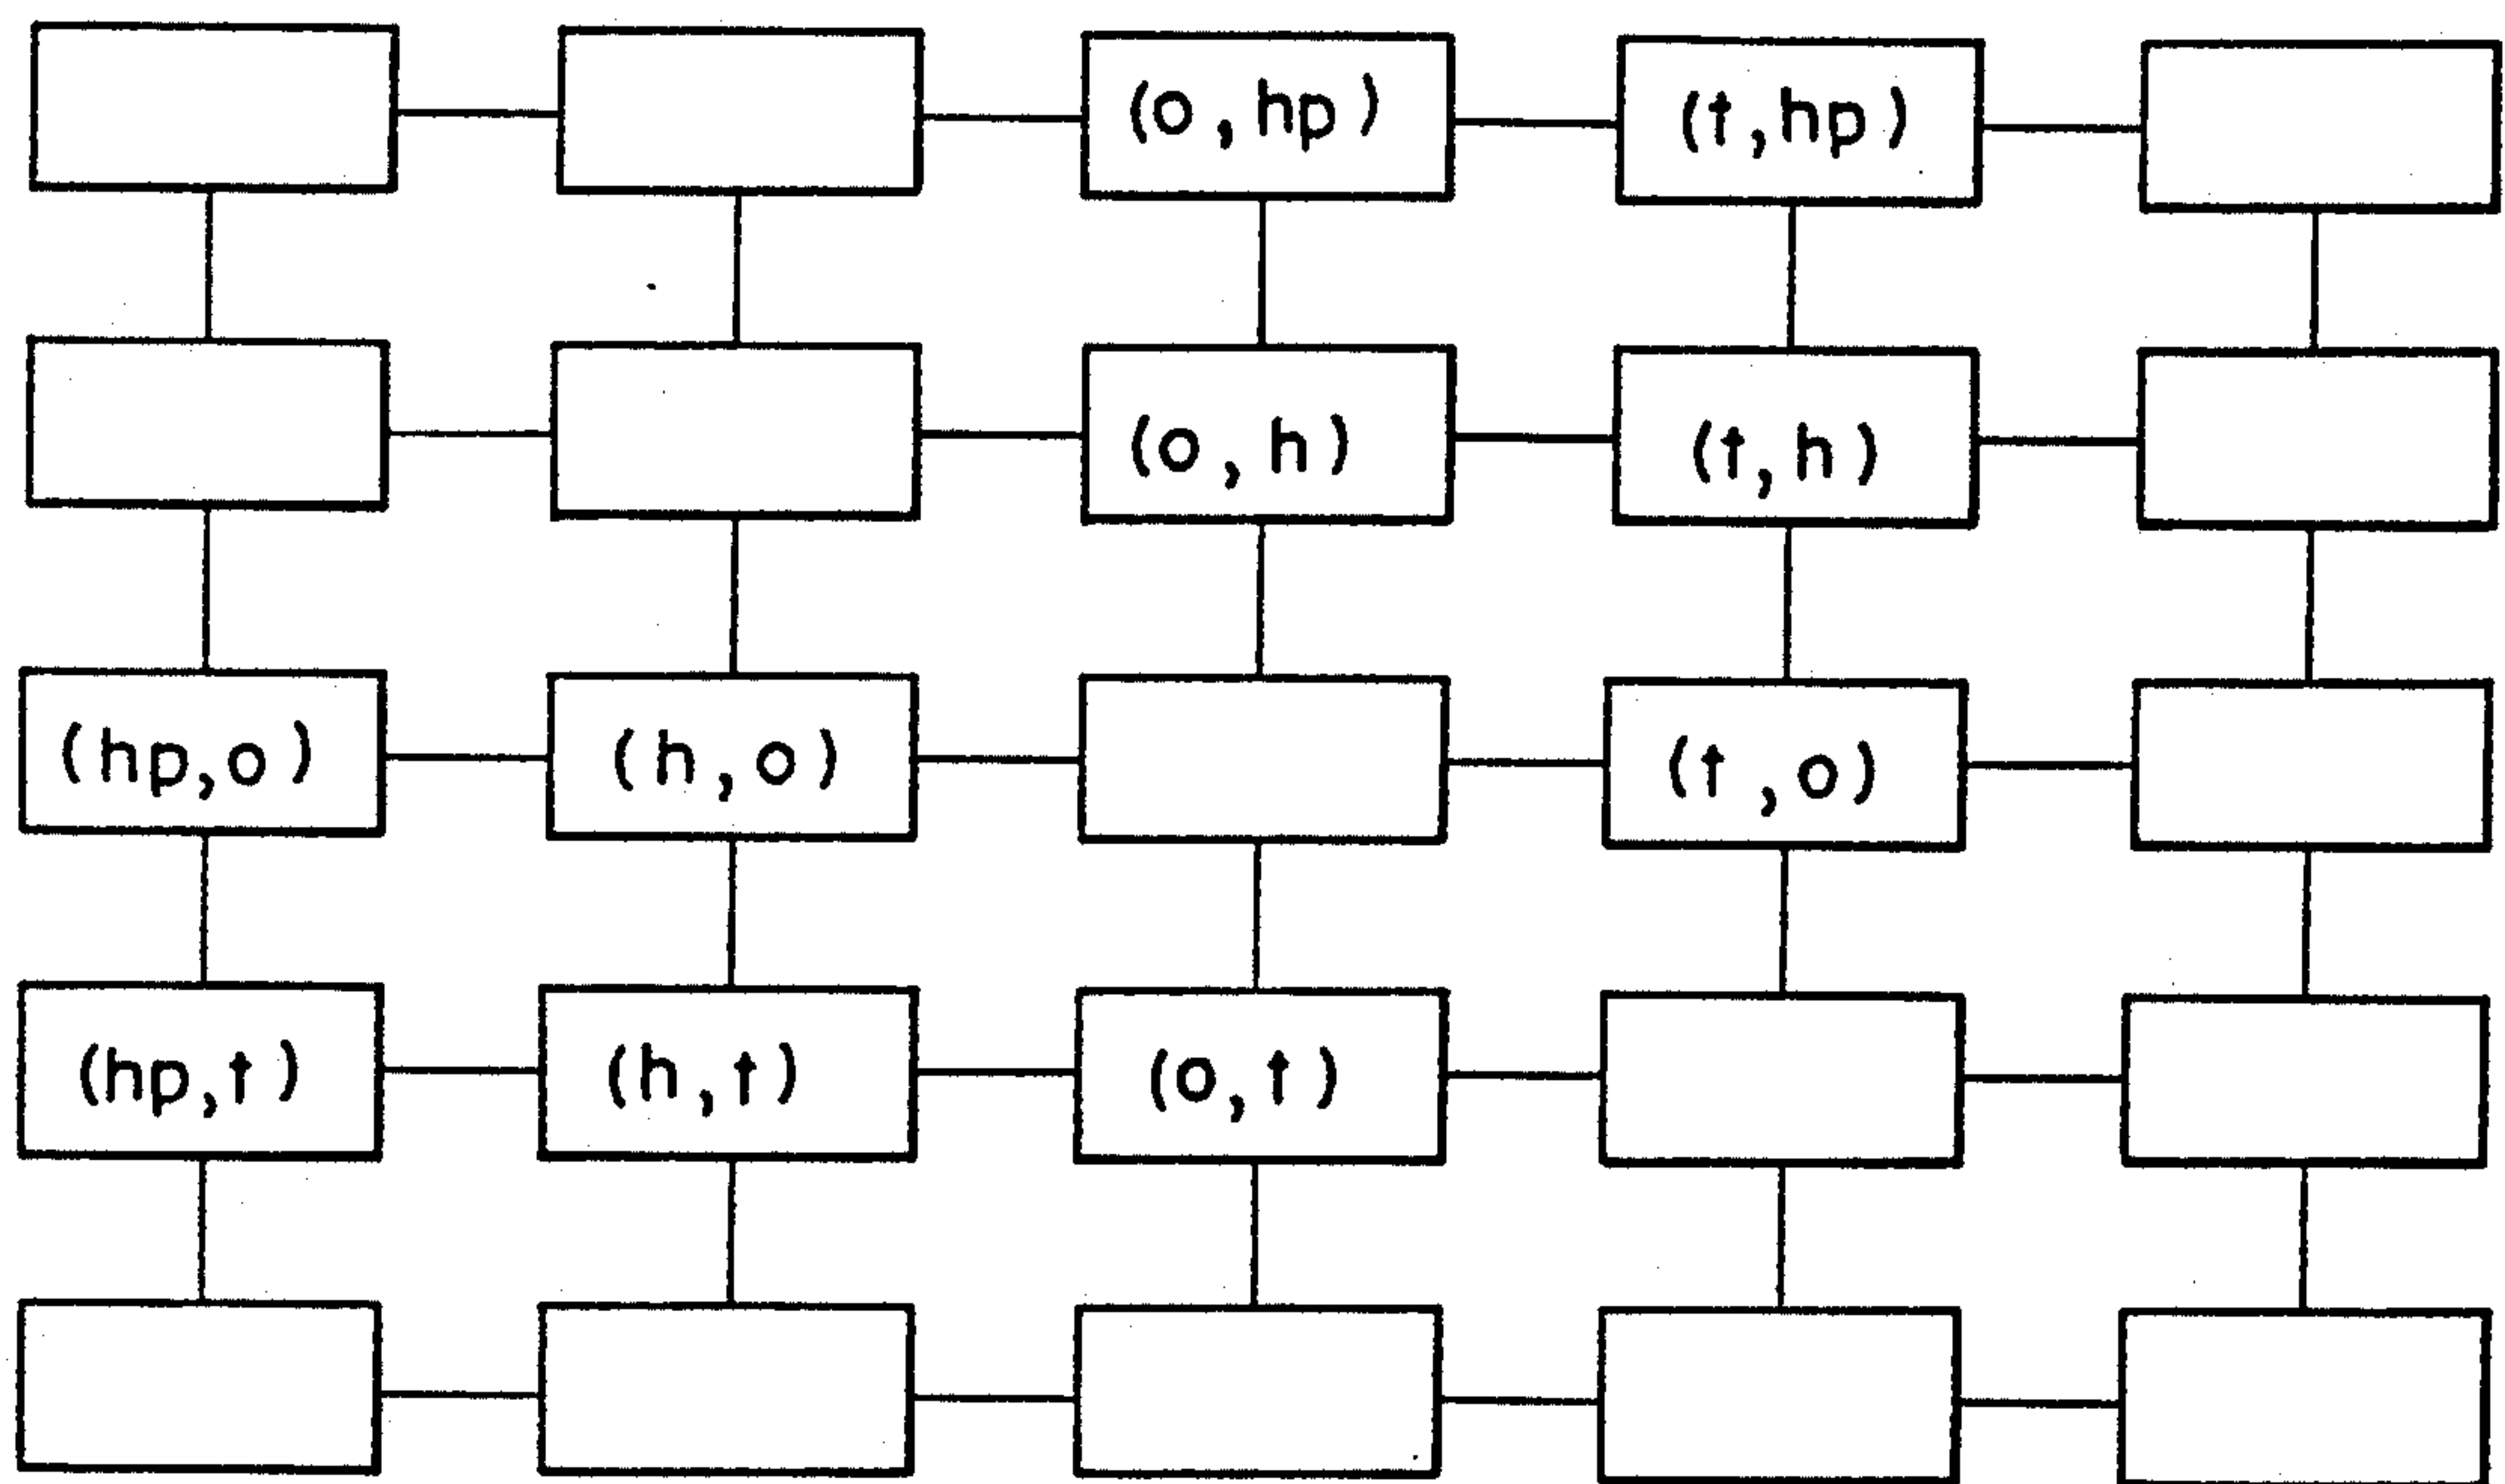 (o,hp) (t,hp)
(o,h) (t,h)
(hp,o) (h,o) (t,o)
(hp,t) (h,t) (o,t)